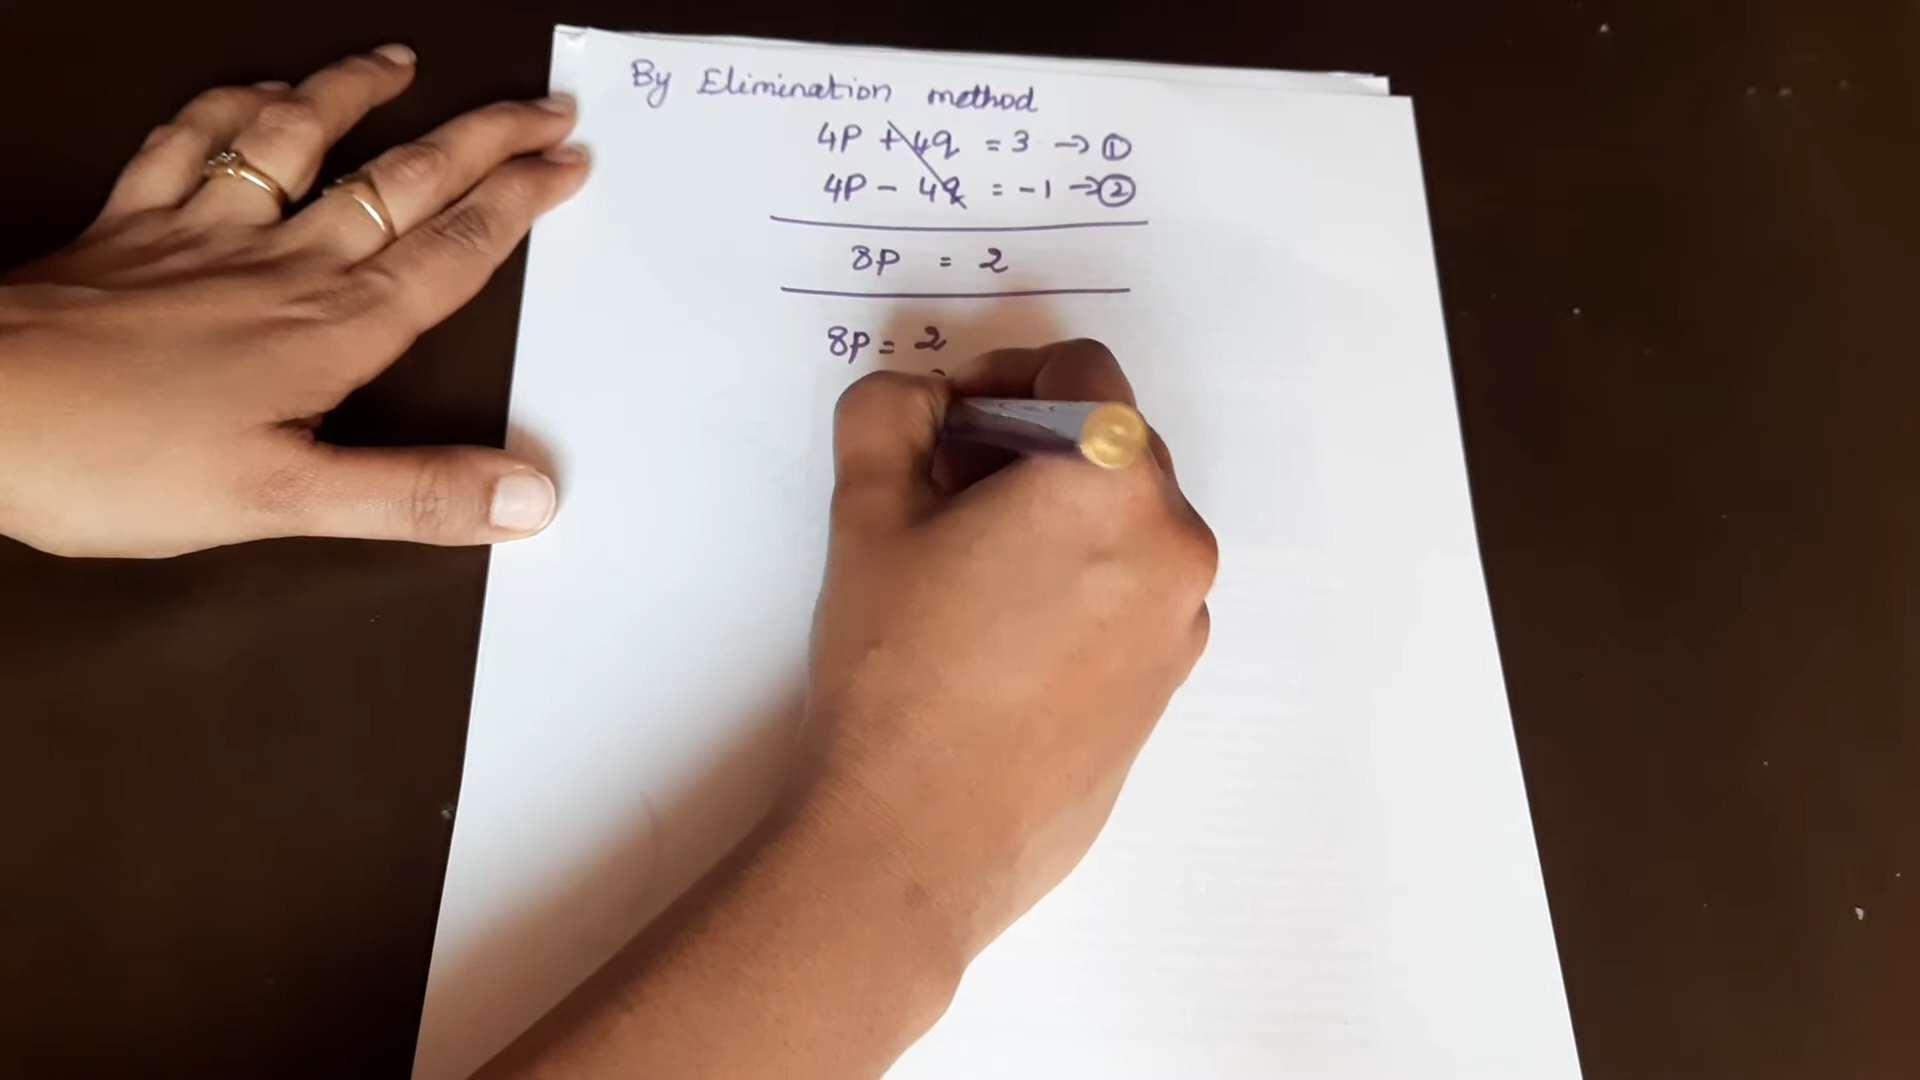 By Elimination method
4P + 4q = 3 → ①
4P - 4q = -1 → ②
8P = 2
8P = 2